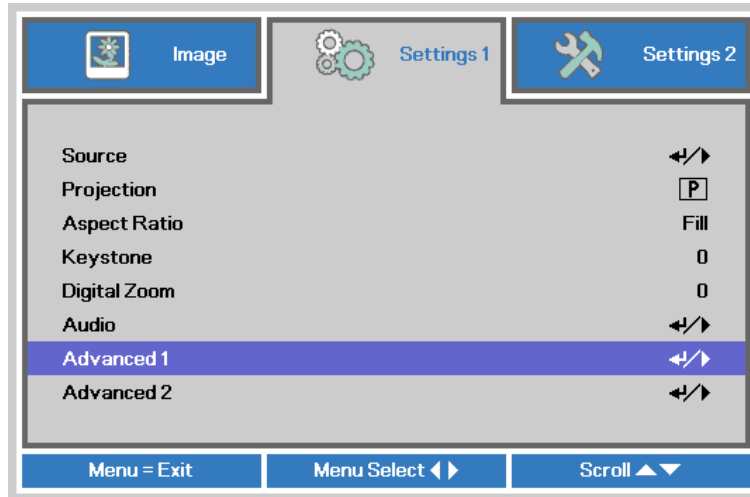 Image Settings 1 Settings 2
Source ↵/▶
Projection P
Aspect Ratio Fill
Keystone 0
Digital Zoom 0
Audio ↵/▶
Advanced 1 ↵/▶
Advanced 2 ↵/▶
Menu = Exit Menu Select ◀ ▶ Scroll ▲▼